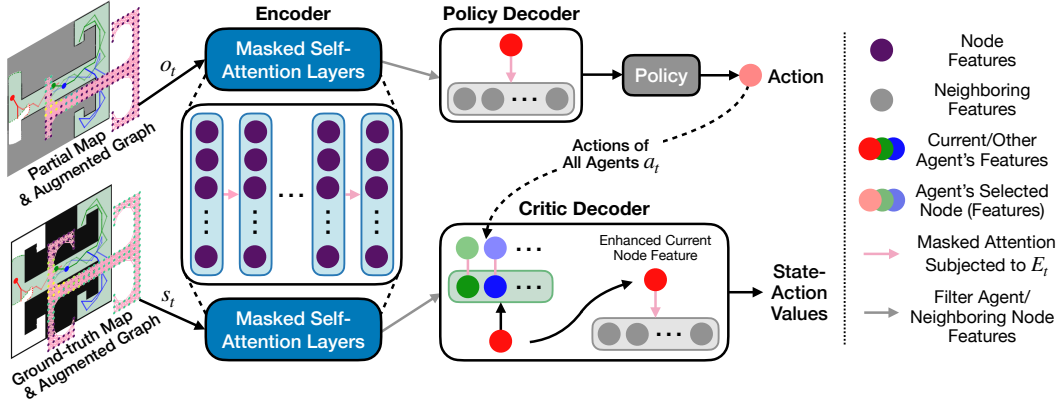 Encoder
Masked Self-
Attention Layers
o_t
Partial Map
& Augmented Graph
...
Ground-truth Map
& Augmented Graph
s_t
Masked Self-
Attention Layers
Policy Decoder
...
Policy
Action
Actions of
All Agents a_t
Critic Decoder
...
...
Enhanced Current
Node Feature
...
State-
Action
Values
Node
Features
Neighboring
Features
Current/Other
Agent's Features
Agent's Selected
Node (Features)
Masked Attention
Subjected to E_t
Filter Agent/
Neighboring Node
Features